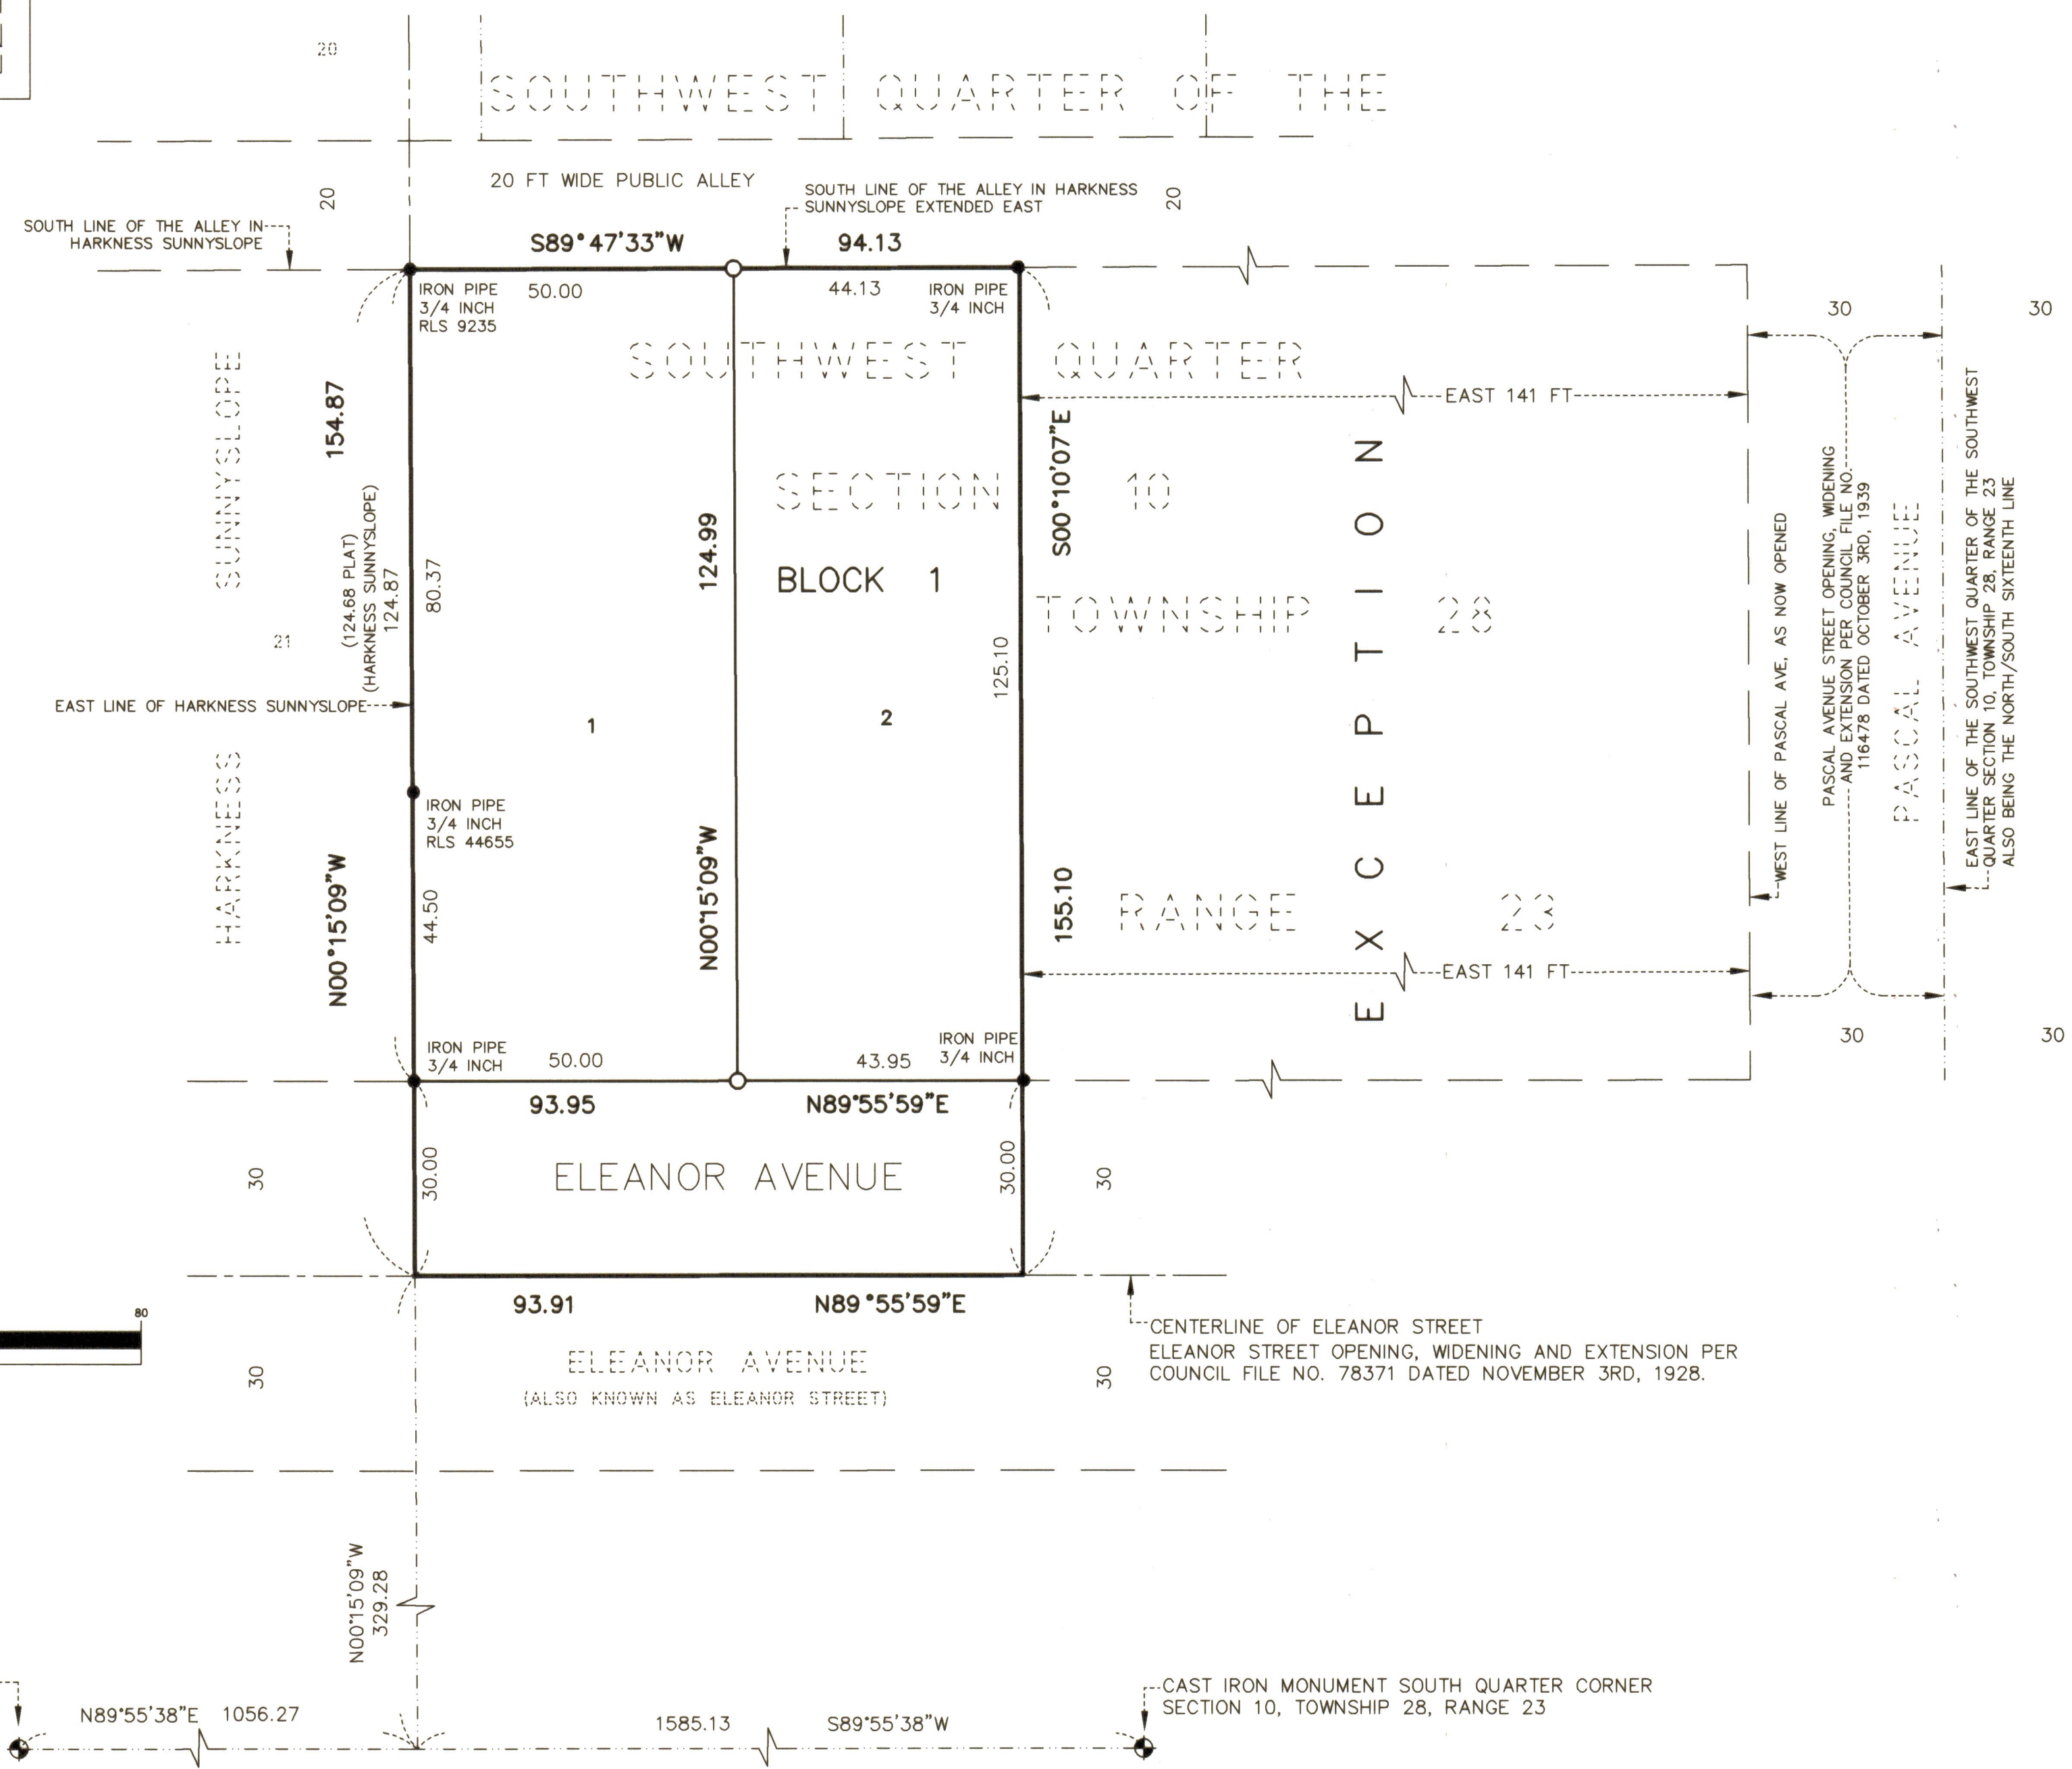 20
SOUTHWEST QUARTER OF THE
20 FT WIDE PUBLIC ALLEY
20
SOUTH LINE OF THE ALLEY IN HARKNESS
SUNNYSLOPE EXTENDED EAST
20
SOUTH LINE OF THE ALLEY IN
HARKNESS SUNNYSLOPE
S89°47'33"W
94.13
IRON PIPE
3/4 INCH
RLS 9235
50.00
44.13
IRON PIPE
3/4 INCH
30
30
SOUTHWEST QUARTER
EAST 141 FT
SUNNYSLOPE
154.87
(124.68 PLAT)
(HARKNESS SUNNYSLOPE)
124.87
80.37
124.99
S00°10'07"E
SECTION 10
BLOCK 1
TOWNSHIP 28
EXCEPTION
21
125.10
EAST LINE OF HARKNESS SUNNYSLOPE
1
2
WEST LINE OF PASCAL AVE, AS NOW OPENED
PASCAL AVENUE STREET OPENING, WIDENING
AND EXTENSION PER COUNCIL FILE NO.
116478 DATED OCTOBER 3RD, 1939
PASCAL AVENUE
EAST LINE OF THE SOUTHWEST QUARTER OF THE SOUTHWEST
QUARTER SECTION 10, TOWNSHIP 28, RANGE 23
ALSO BEING THE NORTH/SOUTH SIXTEENTH LINE
HARKNESS
IRON PIPE
3/4 INCH
RLS 44655
N00°15'09"W
44.50
N00°15'09"W
155.10
RANGE 23
EAST 141 FT
IRON PIPE
3/4 INCH
50.00
43.95
IRON PIPE
3/4 INCH
30
30
93.95
N89°55'59"E
30
30.00
ELEANOR AVENUE
30.00
30
93.91
N89°55'59"E
80
CENTERLINE OF ELEANOR STREET
ELEANOR STREET OPENING, WIDENING AND EXTENSION PER
COUNCIL FILE NO. 78371 DATED NOVEMBER 3RD, 1928.
30
ELEANOR AVENUE
(ALSO KNOWN AS ELEANOR STREET)
30
N00°15'09"W
329.28
N89°55'38"E 1056.27
1585.13
S89°55'38"W
CAST IRON MONUMENT SOUTH QUARTER CORNER
SECTION 10, TOWNSHIP 28, RANGE 23